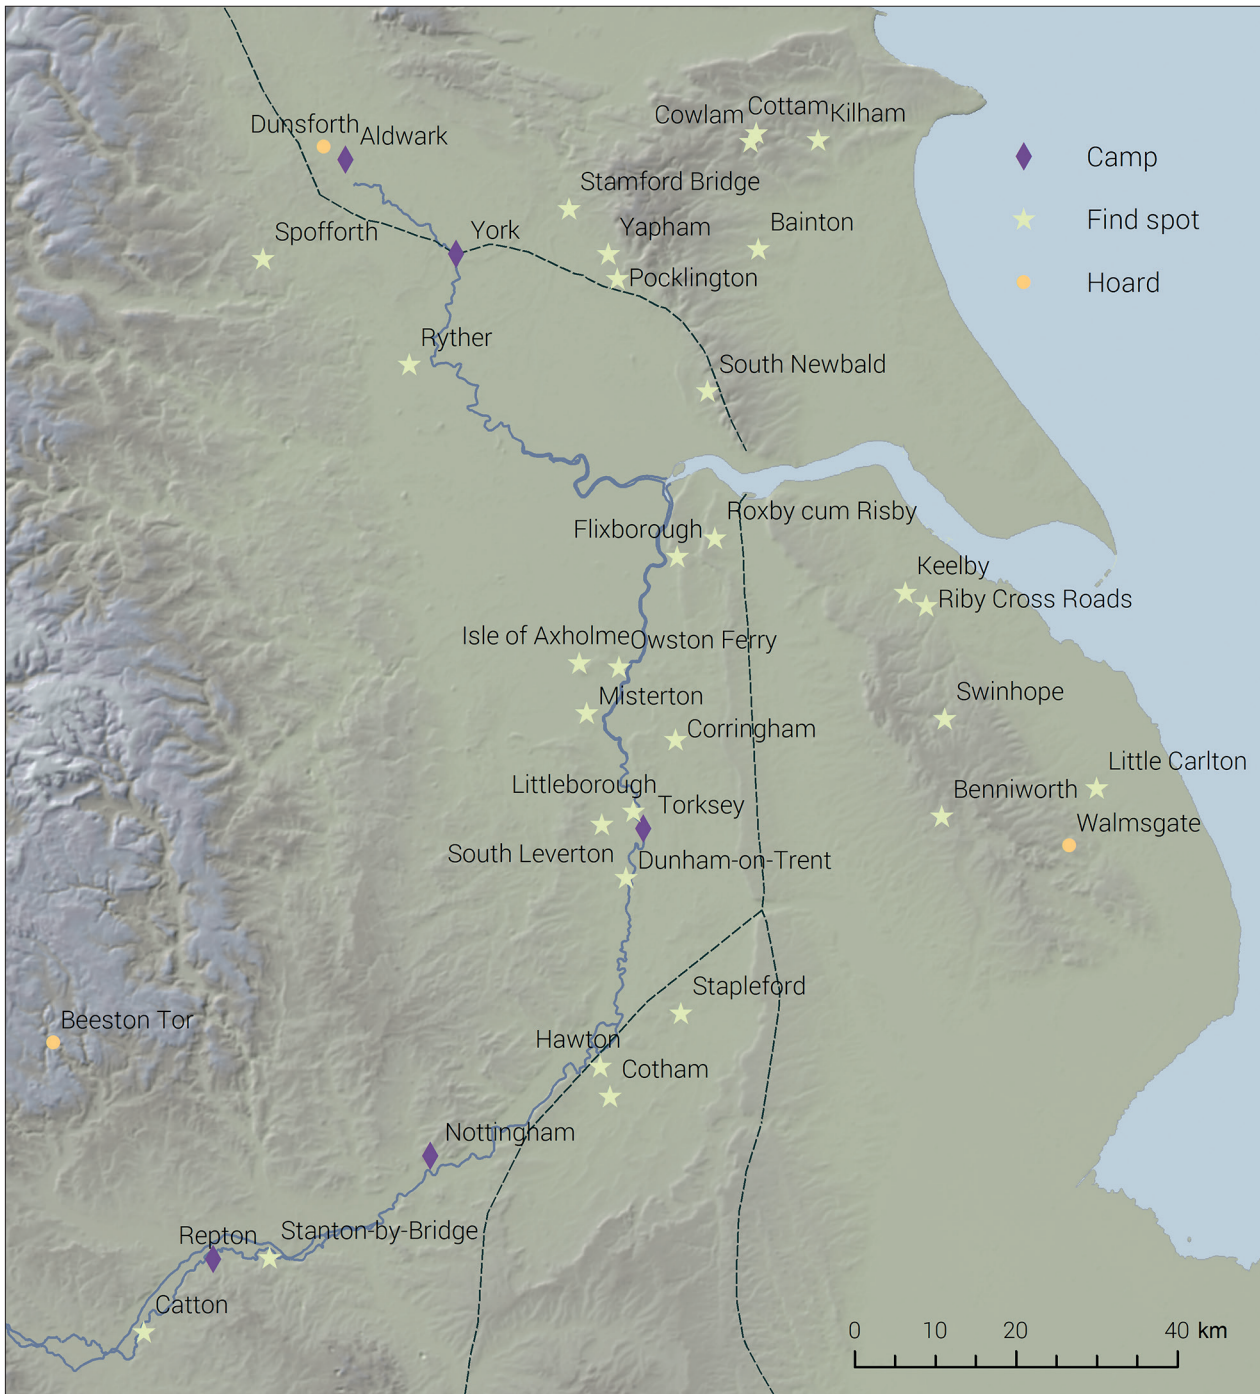 Cowlam
Cottam
Kilham
Dunsforth
Aldwark
Camp
Stamford Bridge
Find spot
Spofforth
York
Yapham
Bainton
Pocklington
Hoard
Ryther
South Newbald
Roxby cum Risby
Flixborough
Keelby
Riby Cross Roads
Isle of Axholme
Owston Ferry
Misterton
Swinhope
Corringham
Little Carlton
Littleborough
Torksey
Benniworth
Walmsgate
South Leverton
Dunham-on-Trent
Stapleford
Beeston Tor
Hawton
Cotham
Nottingham
Repton
Stanton-by-Bridge
Catton
0 10 20 40 km